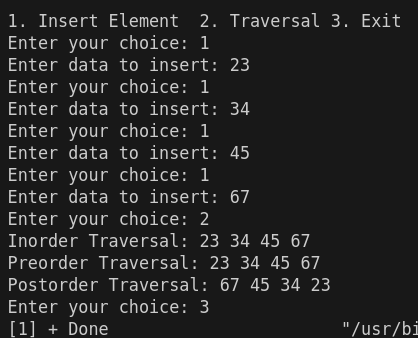 1. Insert Element  2. Traversal 3. Exit
Enter your choice: 1
Enter data to insert: 23
Enter your choice: 1
Enter data to insert: 34
Enter your choice: 1
Enter data to insert: 45
Enter your choice: 1
Enter data to insert: 67
Enter your choice: 2
Inorder Traversal: 23 34 45 67
Preorder Traversal: 23 34 45 67
Postorder Traversal: 67 45 34 23
Enter your choice: 3
[1] + Done                       "/usr/bi